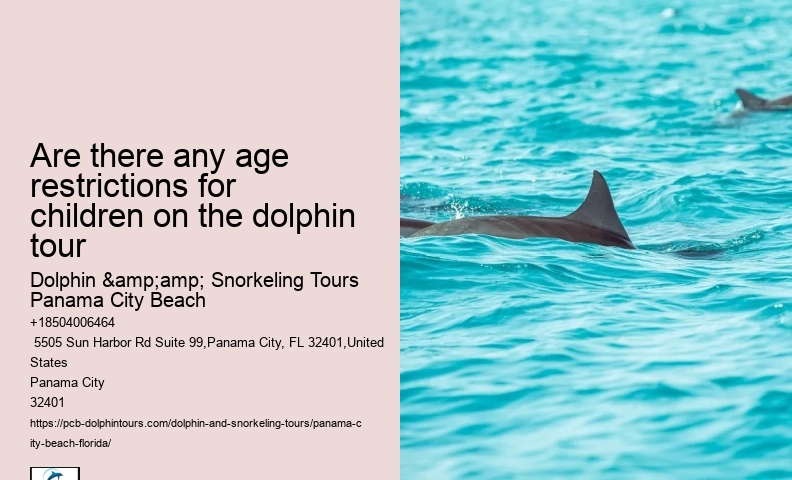 Are there any age
restrictions for
children on the dolphin
tour
Dolphin &amp;amp; Snorkeling Tours
Panama City Beach
+18504006464
5505 Sun Harbor Rd Suite 99,Panama City, FL 32401,United
States
Panama City
32401
https://pcb-dolphintours.com/dolphin-and-snorkeling-tours/panama-c
ity-beach-florida/